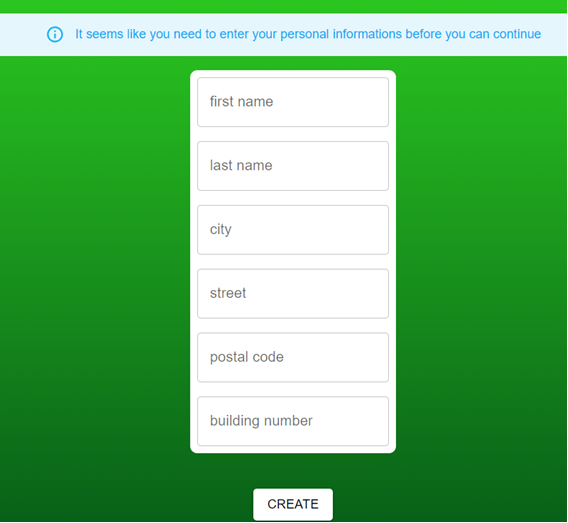 It seems like you need to enter your personal informations before you can continue
first name
last name
city
street
postal code
building number
CREATE